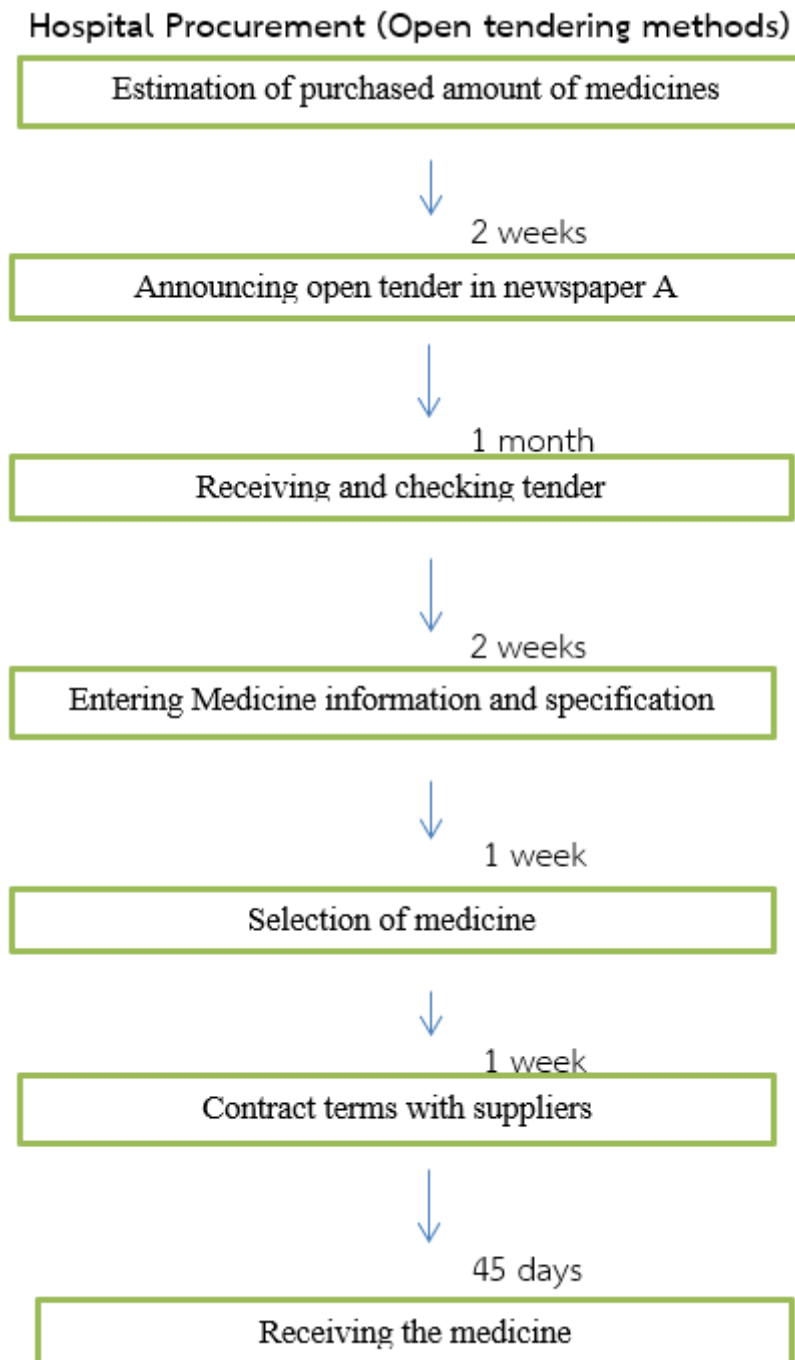 Hospital Procurement (Open tendering methods)
Estimation of purchased amount of medicines
2 weeks
Announcing open tender in newspaper A
1 month
Receiving and checking tender
2 weeks
Entering Medicine information and specification
1 week
Selection of medicine
1 week
Contract terms with suppliers
45 days
Receiving the medicine